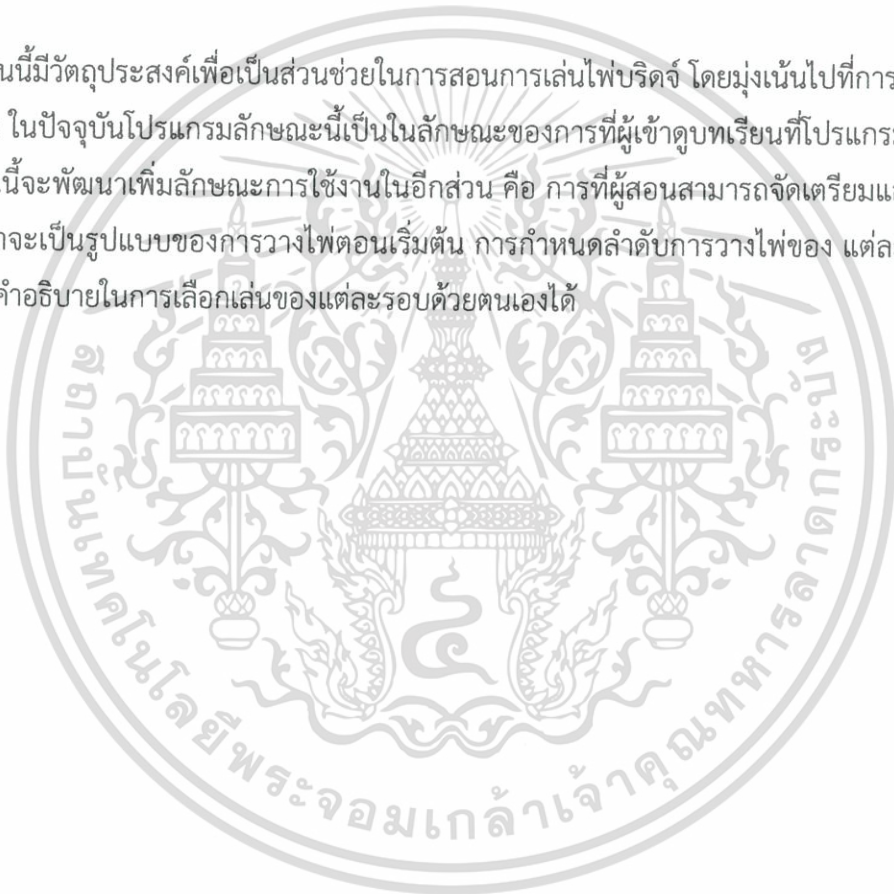 นนี้มีวัตถุประสงค์เพื่อเป็นส่วนช่วยในการสอนการเล่นไพ่บริดจ์ โดยมุ่งเน้นไปที่การ
ในปัจจุบันโปรแกรมลักษณะนี้เป็นในลักษณะของการที่ผู้เข้าดูบทเรียนที่โปรแกรม
นี้จะพัฒนาเพิ่มลักษณะการใช้งานในอีกส่วน คือ การที่ผู้สอนสามารถจัดเตรียม
าจะเป็นรูปแบบของการวางไพ่ตอนเริ่มต้น การกำหนดลำดับการวางไพ่ของ แต่ล
คำอธิบายในการเลือกเล่นของแต่ละรอบด้วยตนเองได้
สถาบันเทคโนโลยีพระจอมเกล้าเจ้าคุณทหารลาดกระบัง